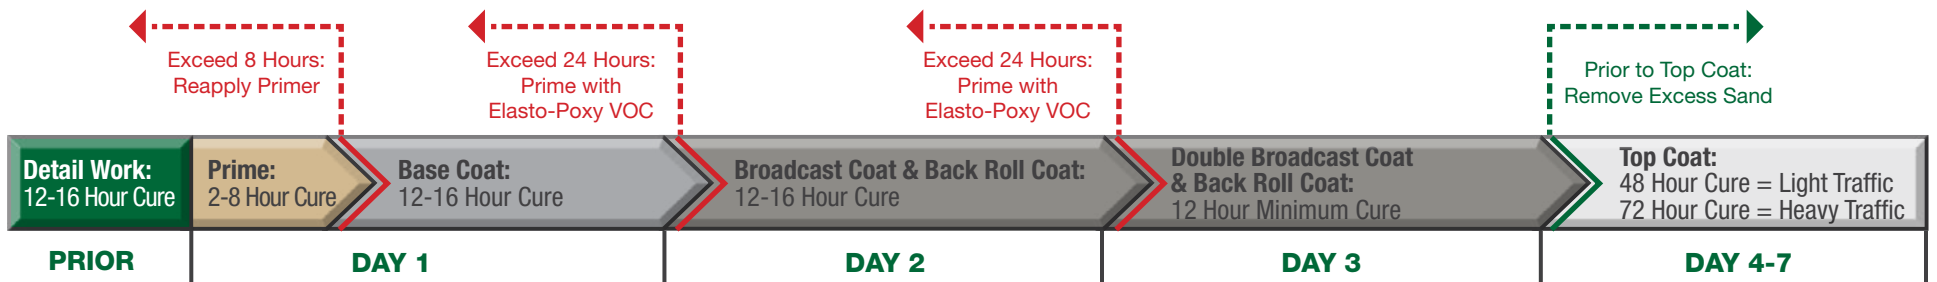 Exceed 8 Hours:
Reapply Primer
Exceed 24 Hours:
Prime with
Elasto-Poxy VOC
Exceed 24 Hours:
Prime with
Elasto-Poxy VOC
Prior to Top Coat:
Remove Excess Sand
Detail Work:
12-16 Hour Cure
Prime:
2-8 Hour Cure
Base Coat:
12-16 Hour Cure
Broadcast Coat & Back Roll Coat:
12-16 Hour Cure
Double Broadcast Coat
& Back Roll Coat:
12 Hour Minimum Cure
Top Coat:
48 Hour Cure = Light Traffic
72 Hour Cure = Heavy Traffic
PRIOR
DAY 1
DAY 2
DAY 3
DAY 4-7